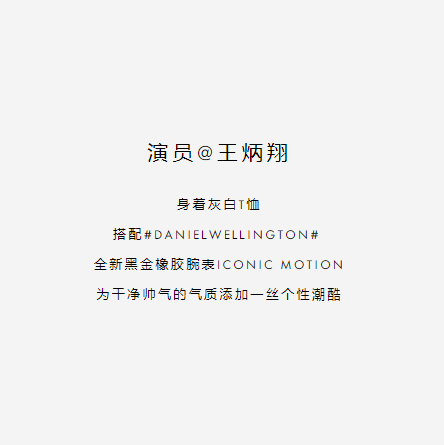 演员@王炳翔
身着灰白T恤
搭配#DANIELWELLINGTON#
全新黑金橡胶腕表ICONIC MOTION
为干净帅气的气质添加一丝个性潮酷